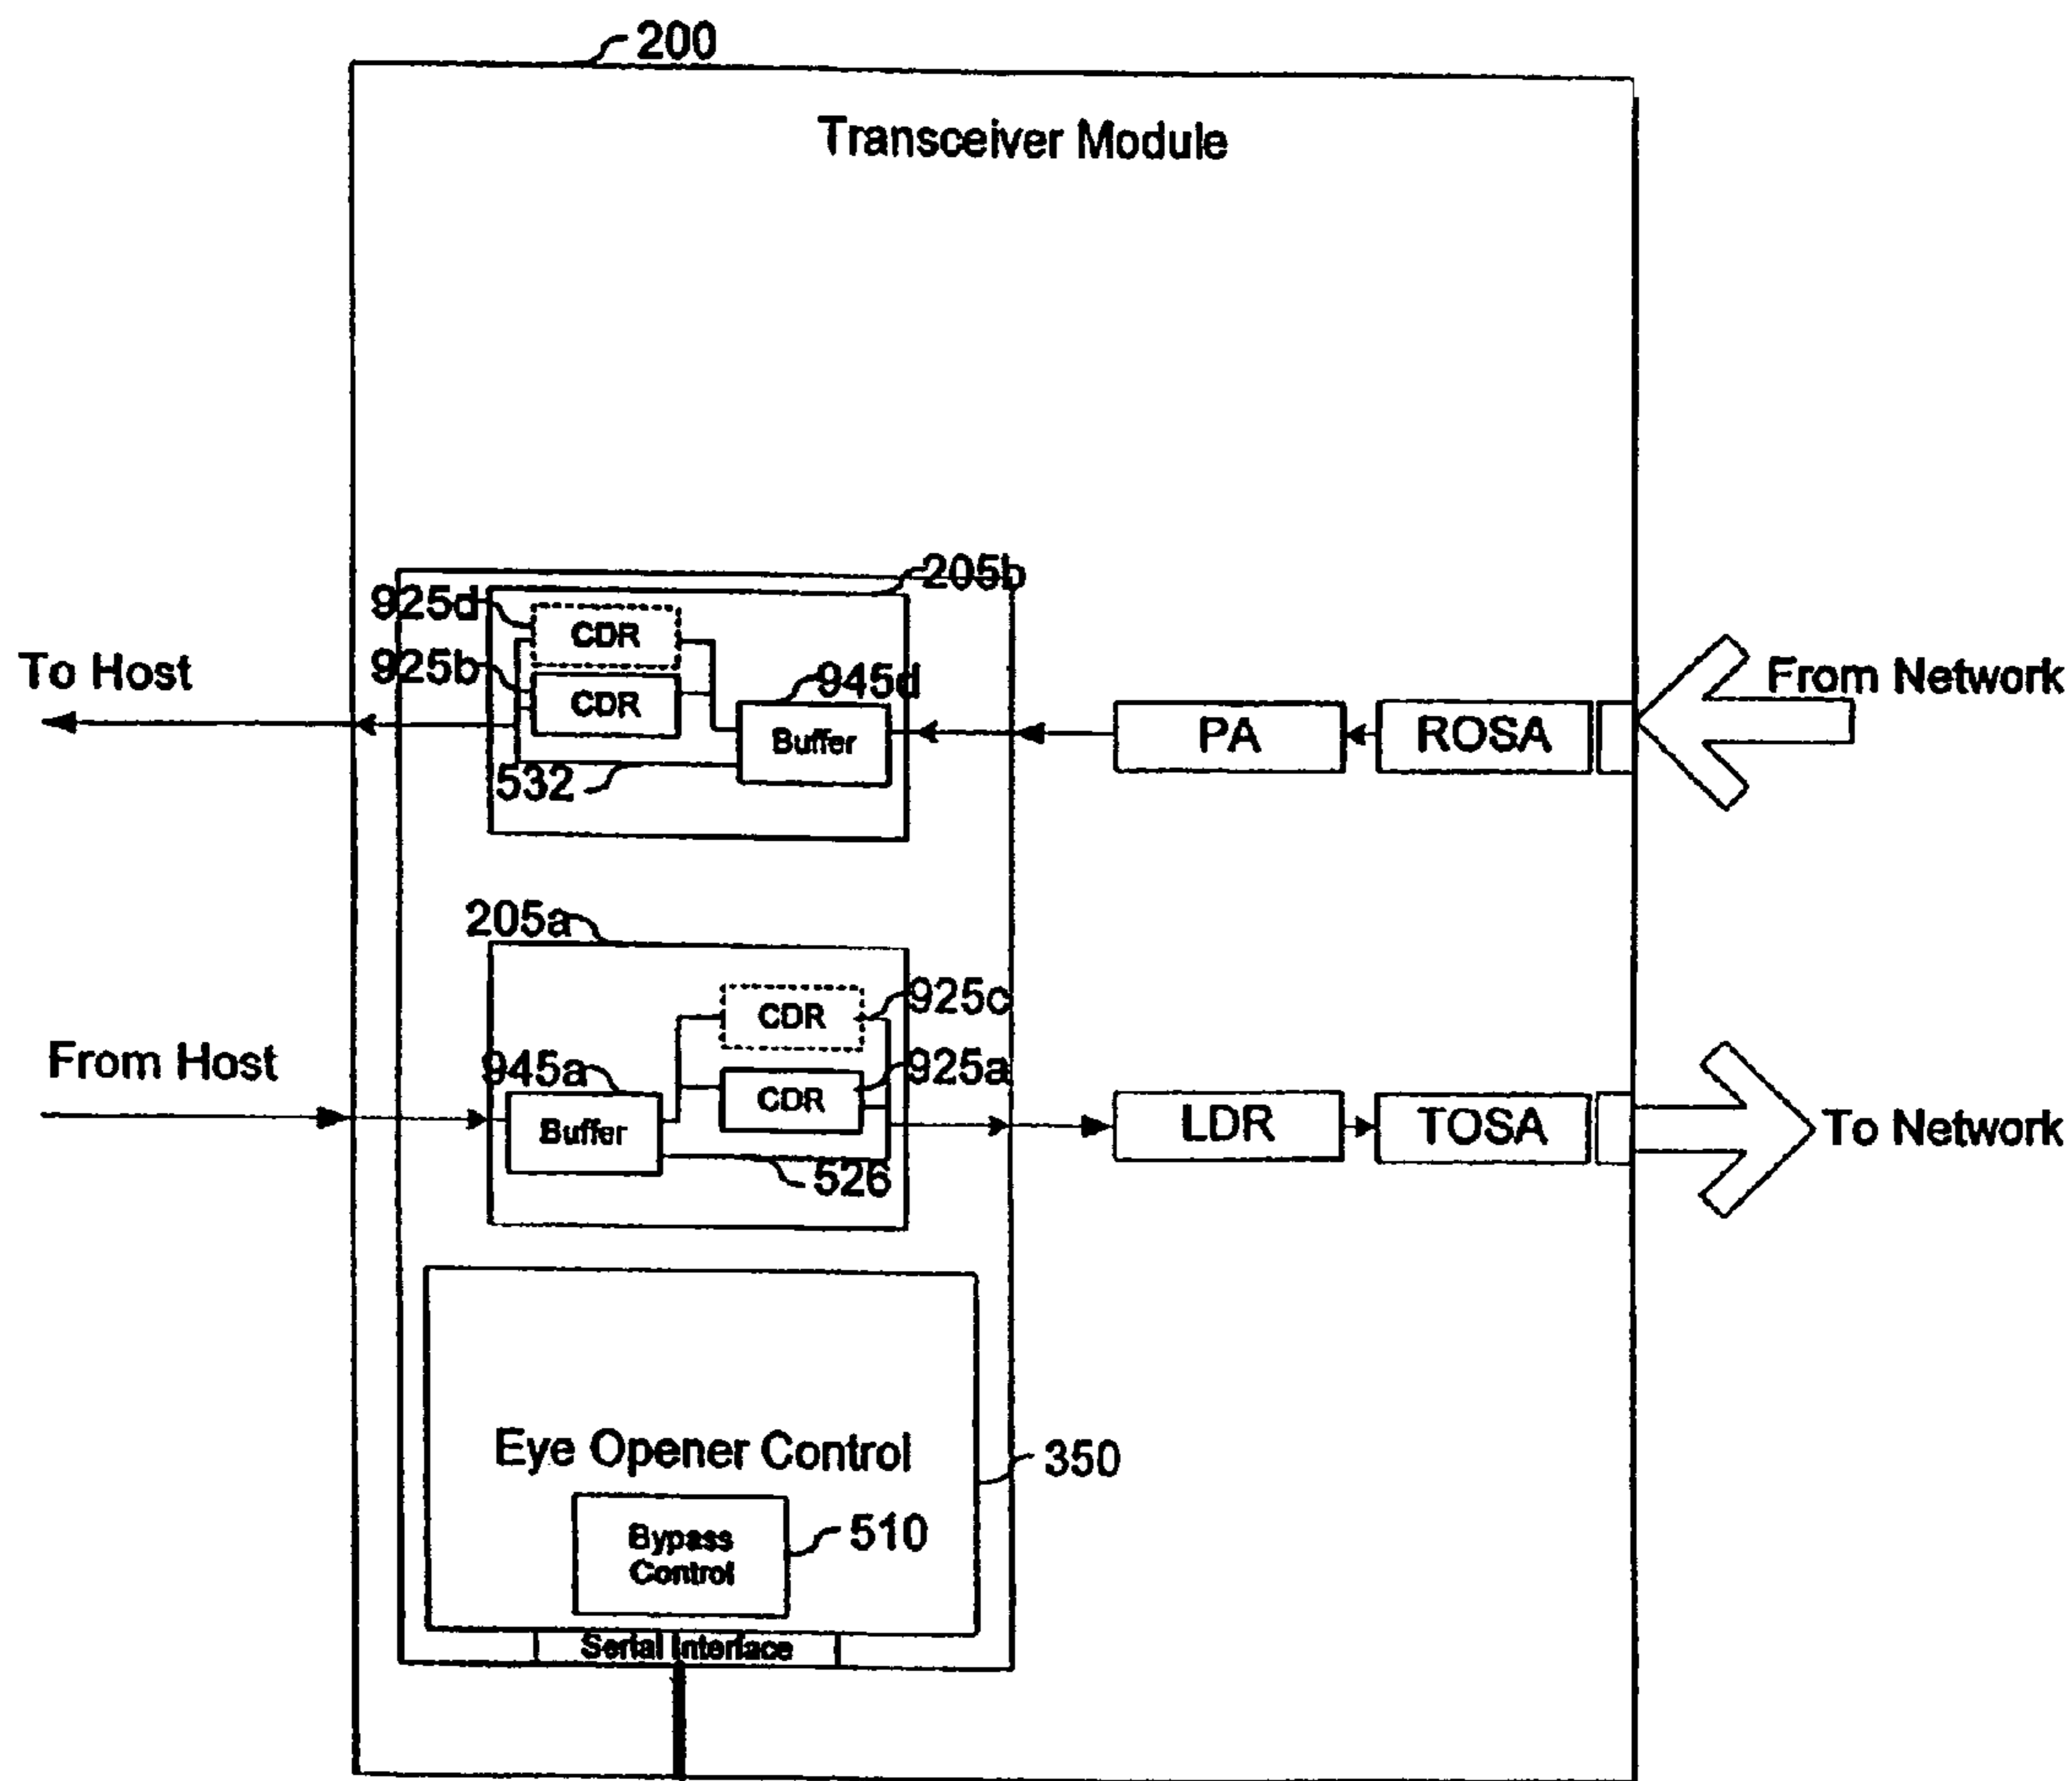 200
Transceiver Module
205b
925d
CDR
To Host
925b
CDR
945d
Buffer
PA
ROSA
From Network
532
205a
925c
CDR
From Host
945a
925a
CDR
Buffer
LDR
TOSA
To Network
526
Eye Opener Control
350
Bypass
Control
510
Serial Interface